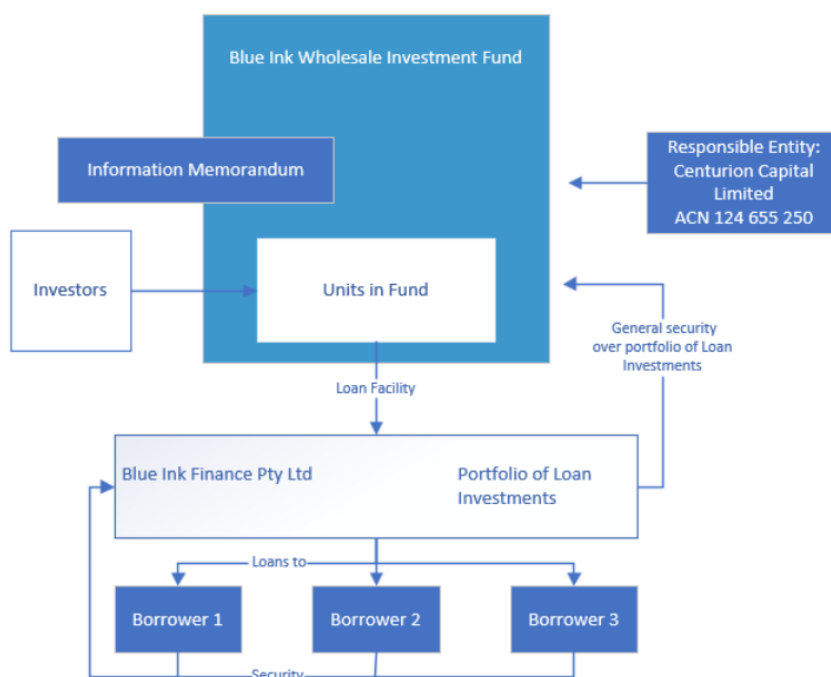 Blue Ink Wholesale Investment Fund
Information Memorandum
Responsible Entity:
Centurion Capital
Limited
ACN 124 655 250
Investors
Units in Fund
General security
over portfolio of Loan
Investments
Loan Facility
Blue Ink Finance Pty Ltd
Portfolio of Loan
Investments
Loans to
Borrower 1
Borrower 2
Borrower 3
Security